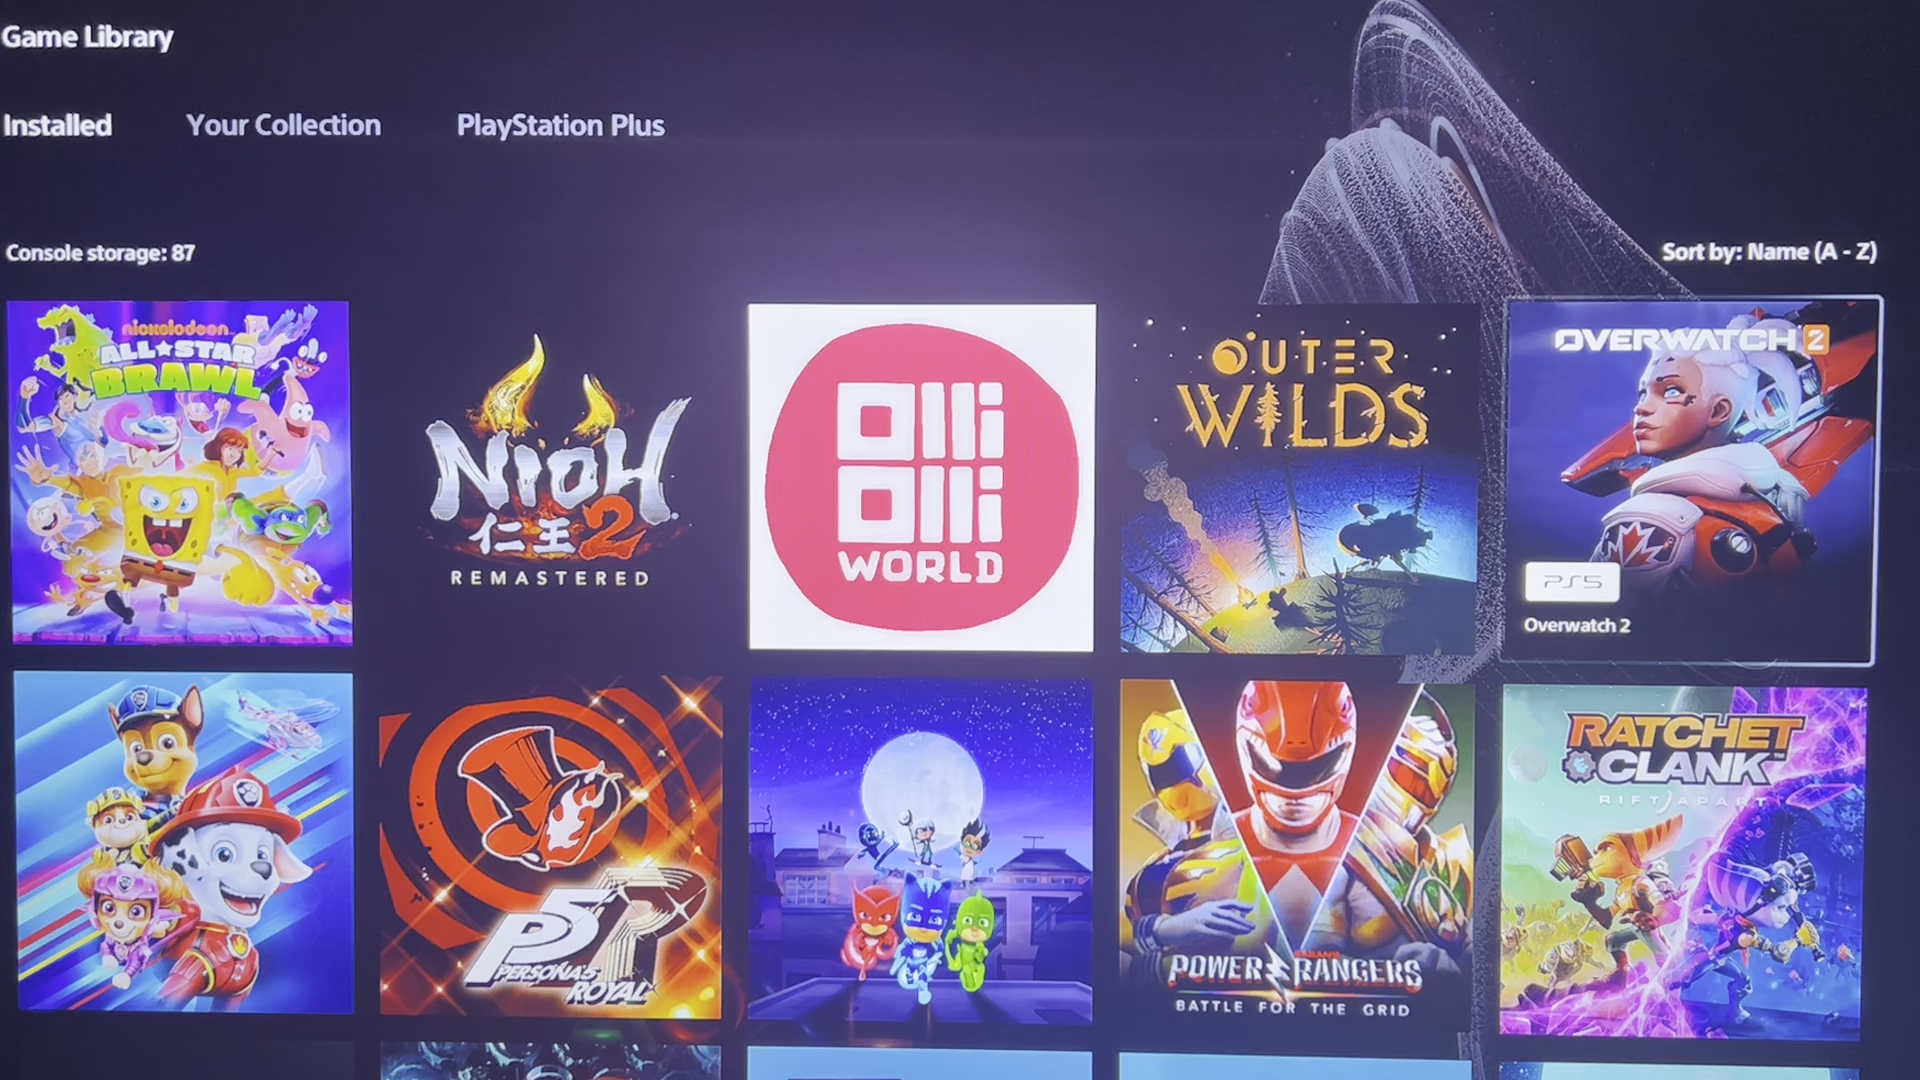 Game Library
Installed
Your Collection
PlayStation Plus
Console storage: 87
Sort by: Name (A - Z)
nickelodeon
ALL★STAR
BRAWL
NIOH
仁王2
REMASTERED
Olli
Olli
WORLD
OUTER
WILDS
OVERWATCH 2
PS5
Overwatch 2
P5R
PERSONA5
ROYAL
SABAN'S
POWER RANGERS
BATTLE FOR THE GRID
RATCHET
CLANK
RIFT APART